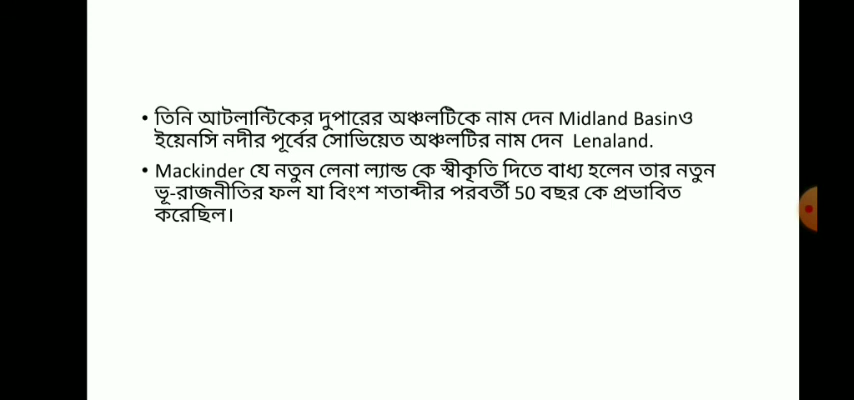 • তিনি আটলান্টিকের দুপারের অঞ্চলটিকে নাম দেন Midland Basinও
ইয়েনসি নদীর পূর্বের সোভিয়েত অঞ্চলটির নাম দেন Lenaland.
• Mackinder যে নতুন লেনা ল্যান্ড কে স্বীকৃতি দিতে বাধ্য হলেন তার নতুন
ভূ-রাজনীতির ফল যা বিংশ শতাব্দীর পরবর্তী 50 বছর কে প্রভাবিত
করেছিল।